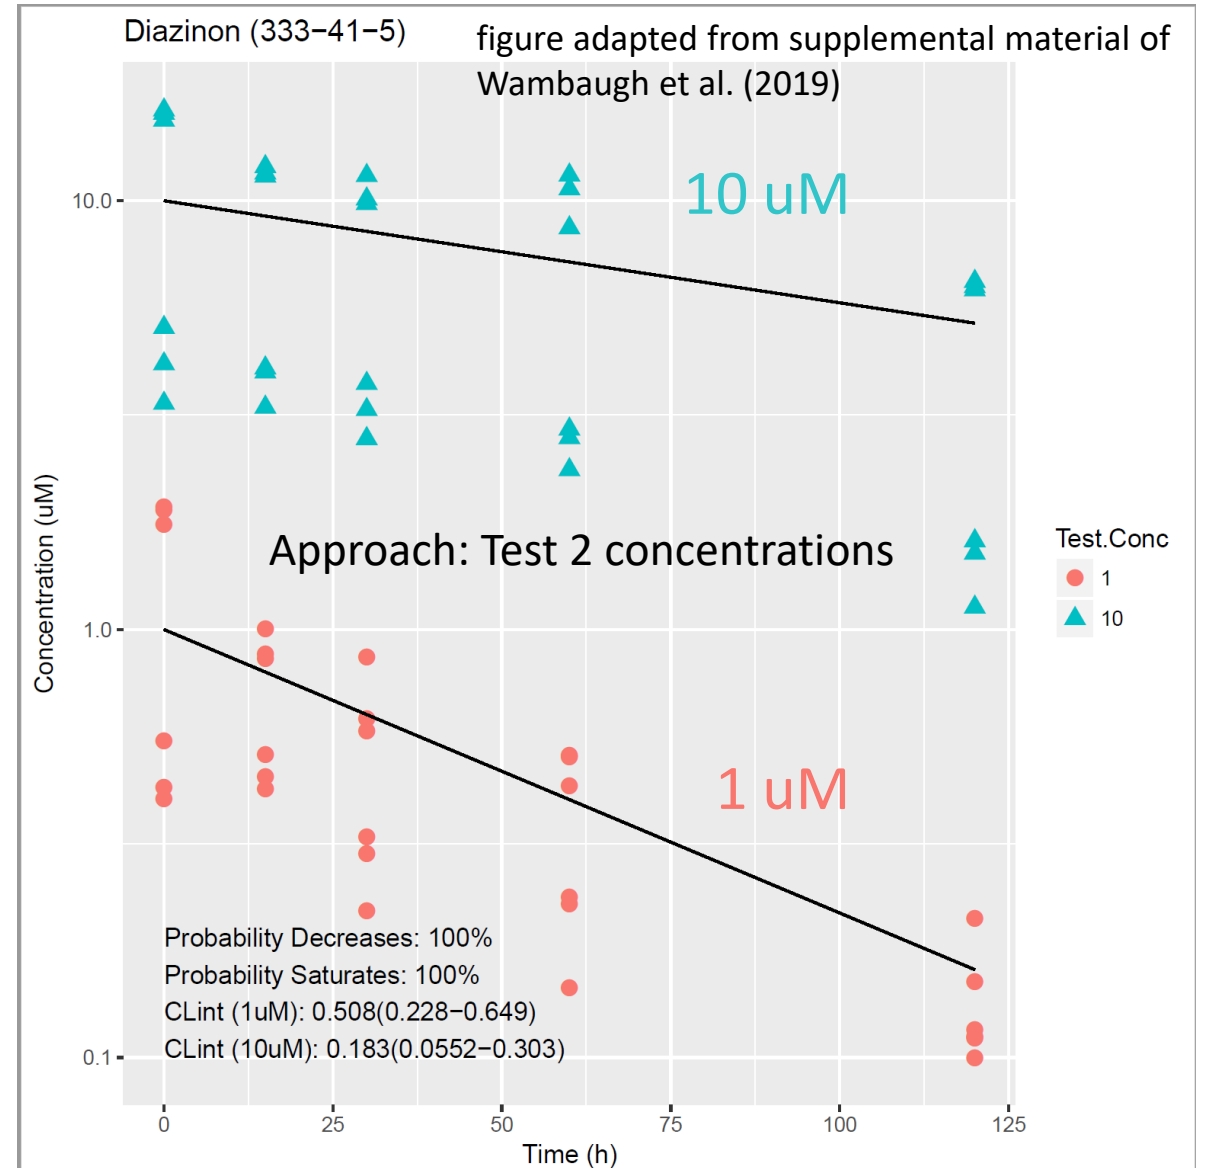 Diazinon (333−41−5)
figure adapted from supplemental material of
Wambaugh et al. (2019)
10.0
10 uM
Concentration (uM)
Approach: Test 2 concentrations
Test.Conc
1
10
1.0
1 uM
Probability Decreases: 100%
Probability Saturates: 100%
CLint (1uM): 0.508(0.228−0.649)
CLint (10uM): 0.183(0.0552−0.303)
0.1
0 25 50 75 100 125
Time (h)